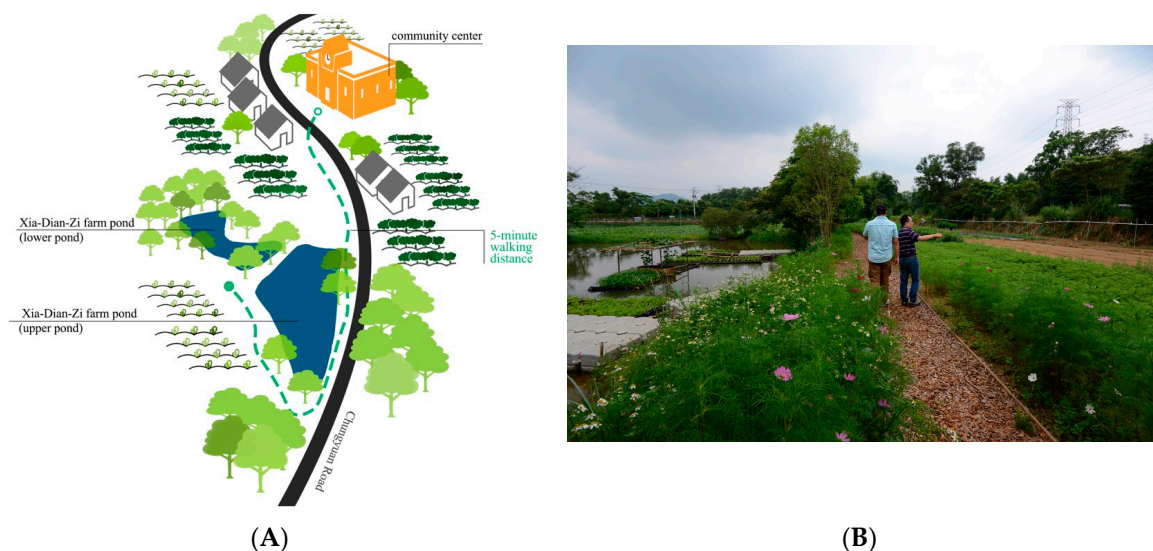 community center
Xia-Dian-Zi farm pond
(lower pond)
5-minute
walking
distance
Xia-Dian-Zi farm pond
(upper pond)
Chungyuan Road
(A)
(B)